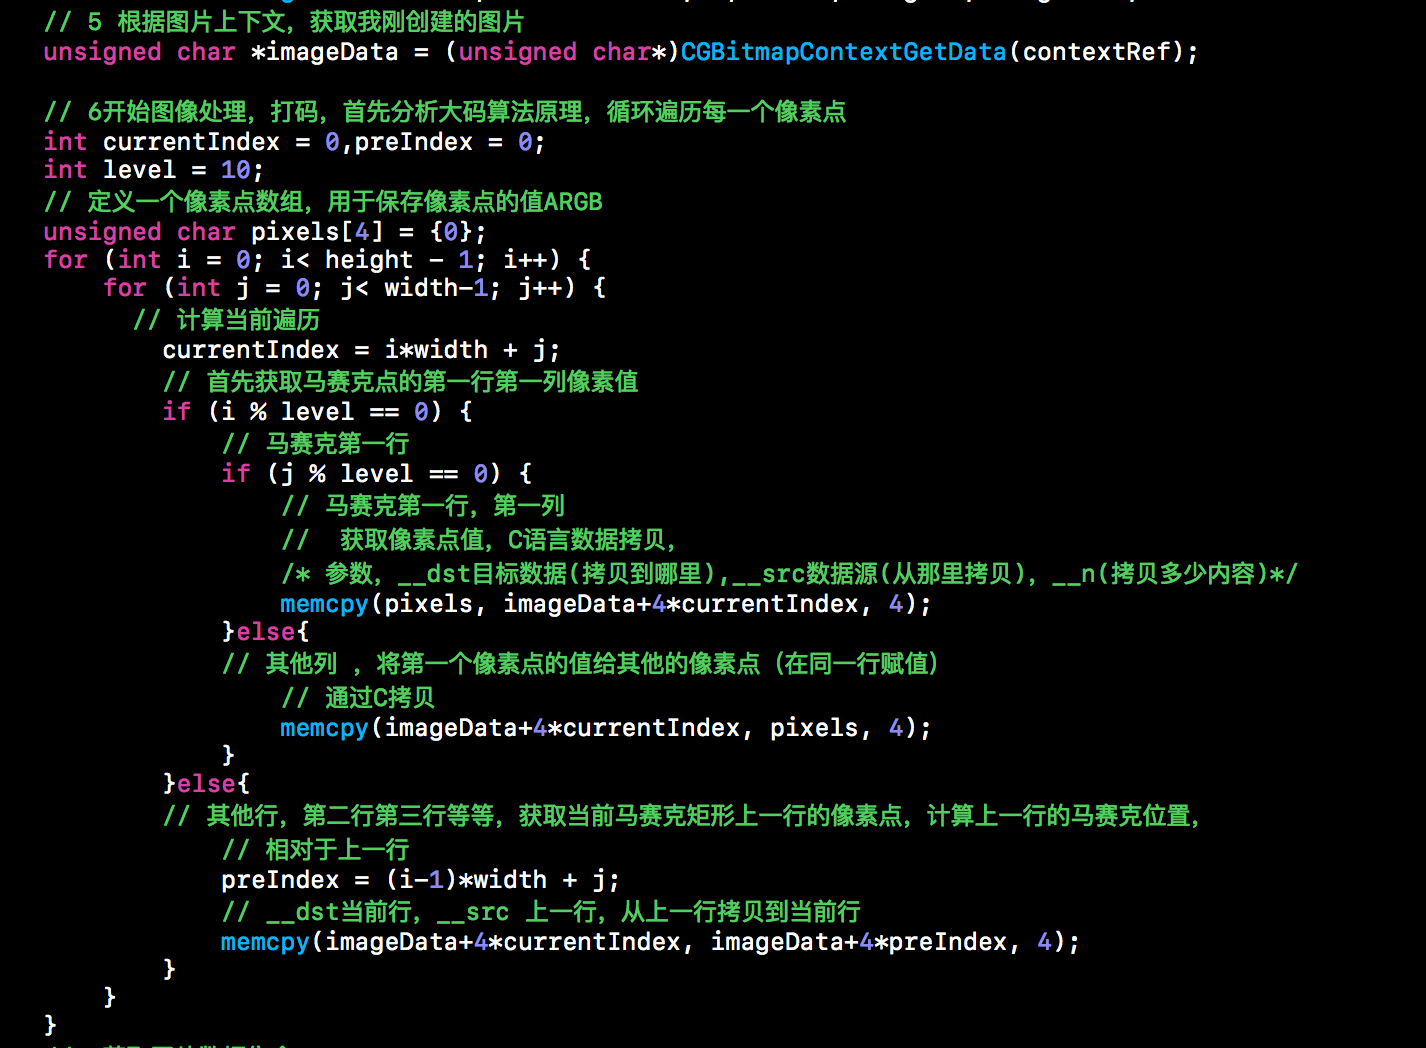 // 5 根据图片上下文，获取我刚创建的图片
unsigned char *imageData = (unsigned char*)CGBitmapContextGetData(contextRef);
// 6开始图像处理，打码，首先分析大码算法原理，循环遍历每一个像素点
int currentIndex = 0,preIndex = 0;
int level = 10;
// 定义一个像素点数组，用于保存像素点的值ARGB
unsigned char pixels[4] = {0};
for (int i = 0; i< height - 1; i++) {
for (int j = 0; j< width-1; j++) {
// 计算当前遍历
currentIndex = i*width + j;
// 首先获取马赛克点的第一行第一列像素值
if (i % level == 0) {
// 马赛克第一行
if (j % level == 0) {
// 马赛克第一行，第一列
//  获取像素点值，C语言数据拷贝，
/* 参数，__dst目标数据(拷贝到哪里),__src数据源(从那里拷贝)，__n(拷贝多少内容)*/
memcpy(pixels, imageData+4*currentIndex, 4);
}else{
// 其他列 ，将第一个像素点的值给其他的像素点（在同一行赋值）
// 通过C拷贝
memcpy(imageData+4*currentIndex, pixels, 4);
}
}else{
// 其他行，第二行第三行等等，获取当前马赛克矩形上一行的像素点，计算上一行的马赛克位置，
// 相对于上一行
preIndex = (i-1)*width + j;
// __dst当前行，__src 上一行，从上一行拷贝到当前行
memcpy(imageData+4*currentIndex, imageData+4*preIndex, 4);
}
}
}